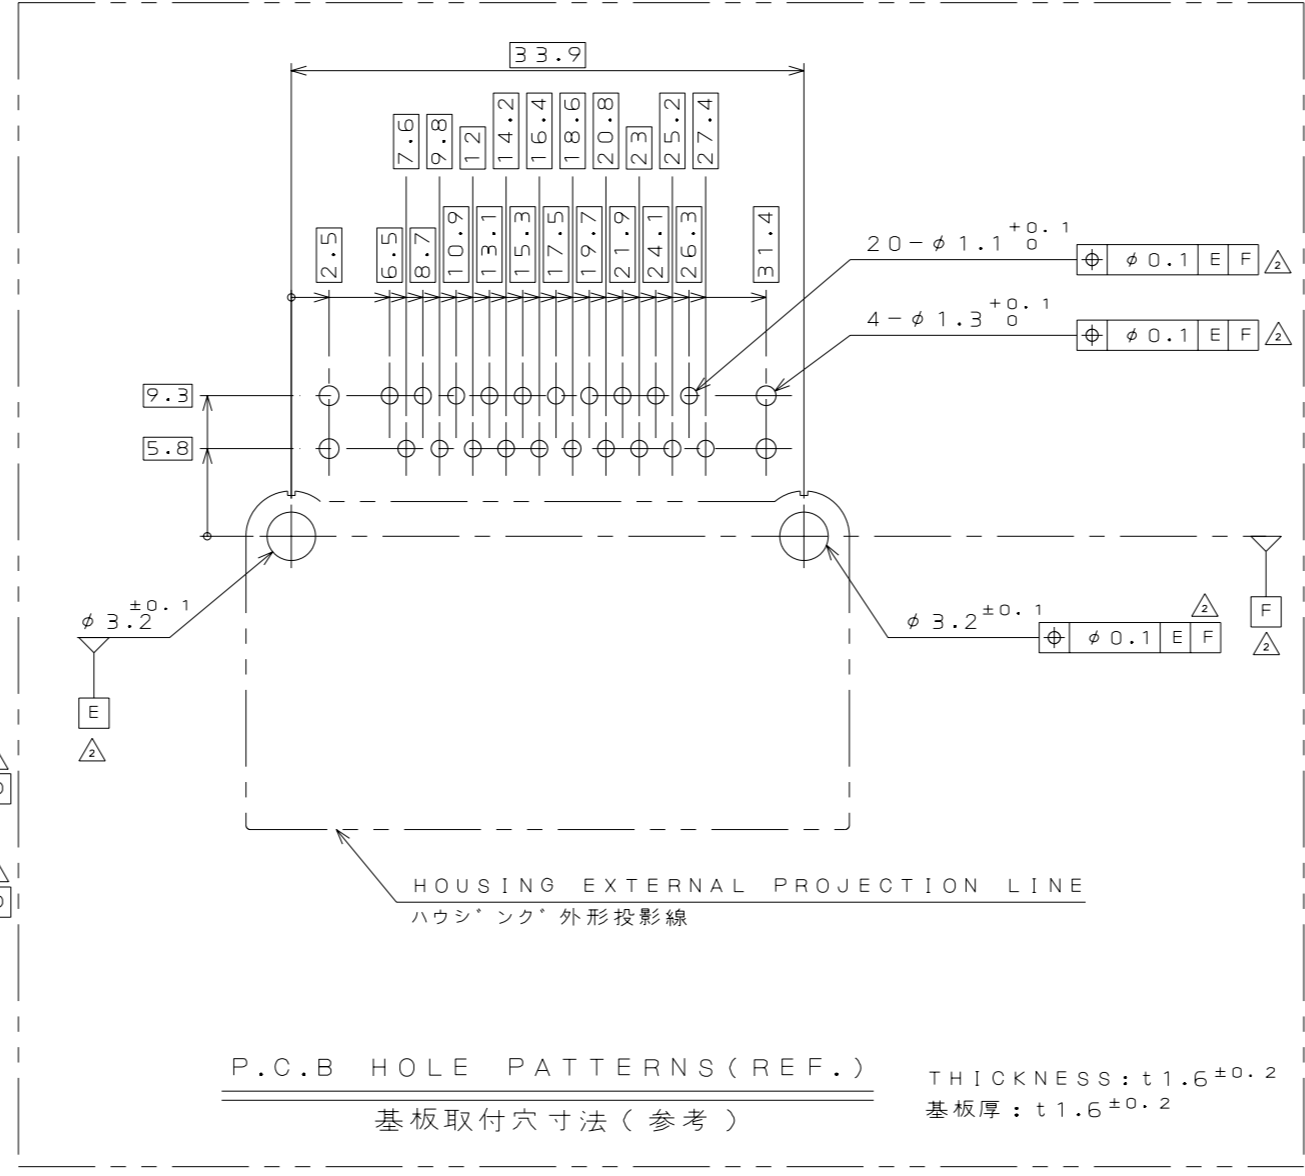 33.9
7.6
9.8
12
14.2
16.4
18.6
20.8
23
25.2
27.4
2.5
6.5
8.7
10.9
13.1
15.3
17.5
19.7
21.9
24.1
26.3
31.4
20-φ1.1 +0.1 0
⌖ φ0.1 E F 2
4-φ1.3 +0.1 0
⌖ φ0.1 E F 2
9.3
5.8
φ3.2 ±0.1
E
2
φ3.2 ±0.1
2
⌖ φ0.1 E F
F
2
HOUSING EXTERNAL PROJECTION LINE
ハウジング外形投影線
P.C.B HOLE PATTERNS(REF.)
基板取付穴寸法(参考)
THICKNESS:t1.6±0.2
基板厚:t1.6±0.2